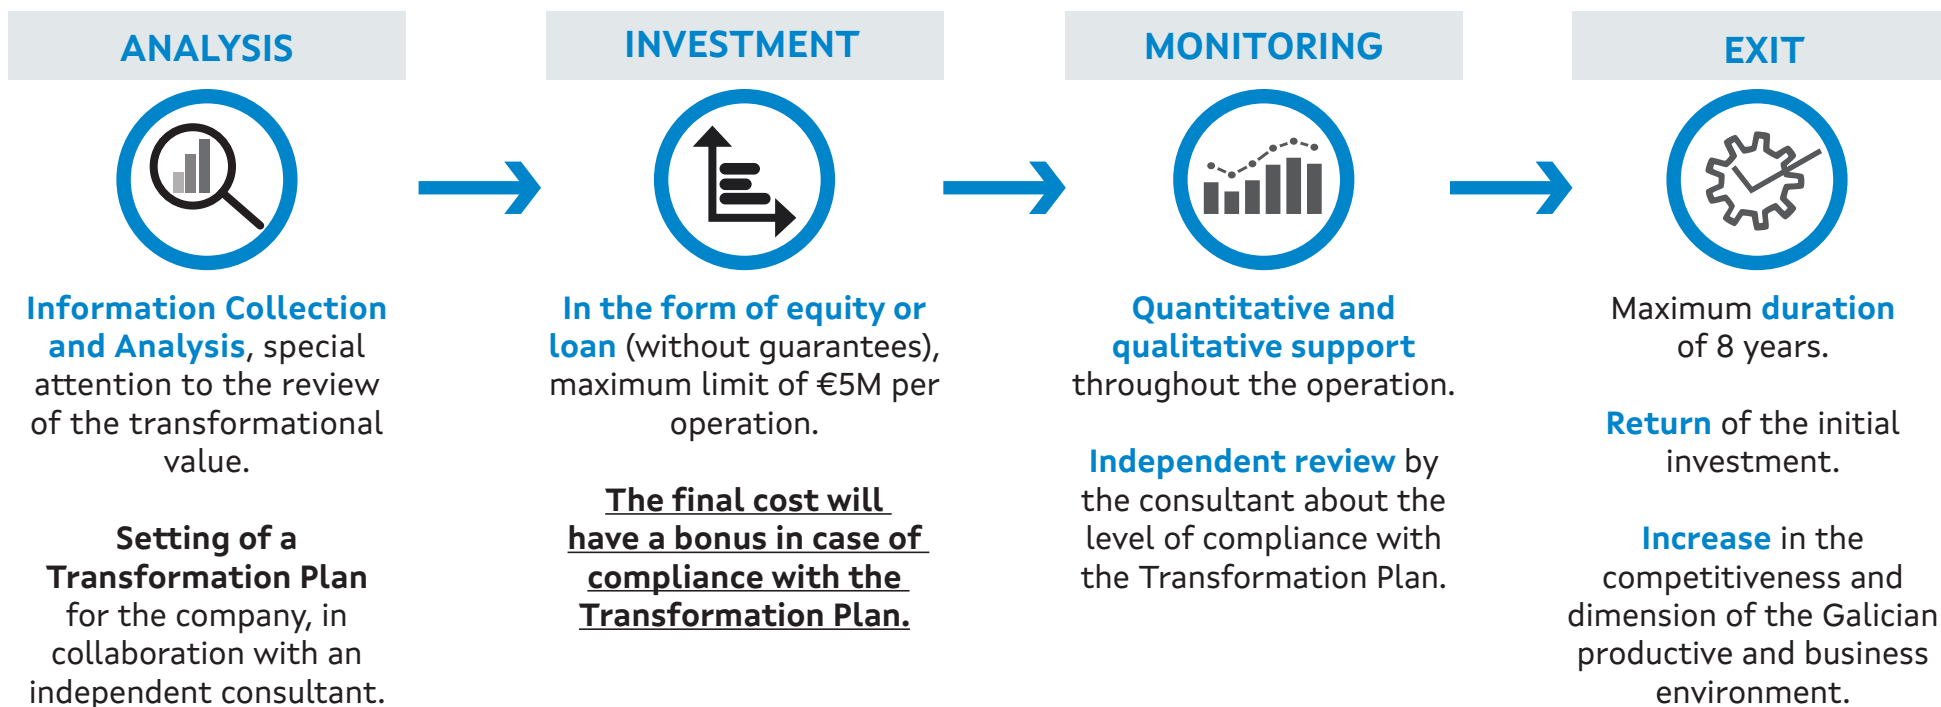 ANALYSIS
Information Collection
and Analysis, special
attention to the review
of the transformational
value.
Setting of a
Transformation Plan
for the company, in
collaboration with an
independent consultant.
INVESTMENT
In the form of equity or
loan (without guarantees),
maximum limit of €5M per
operation.
The final cost will
have a bonus in case of
compliance with the
Transformation Plan.
MONITORING
Quantitative and
qualitative support
throughout the operation.
Independent review by
the consultant about the
level of compliance with
the Transformation Plan.
EXIT
Maximum duration
of 8 years.
Return of the initial
investment.
Increase in the
competitiveness and
dimension of the Galician
productive and business
environment.